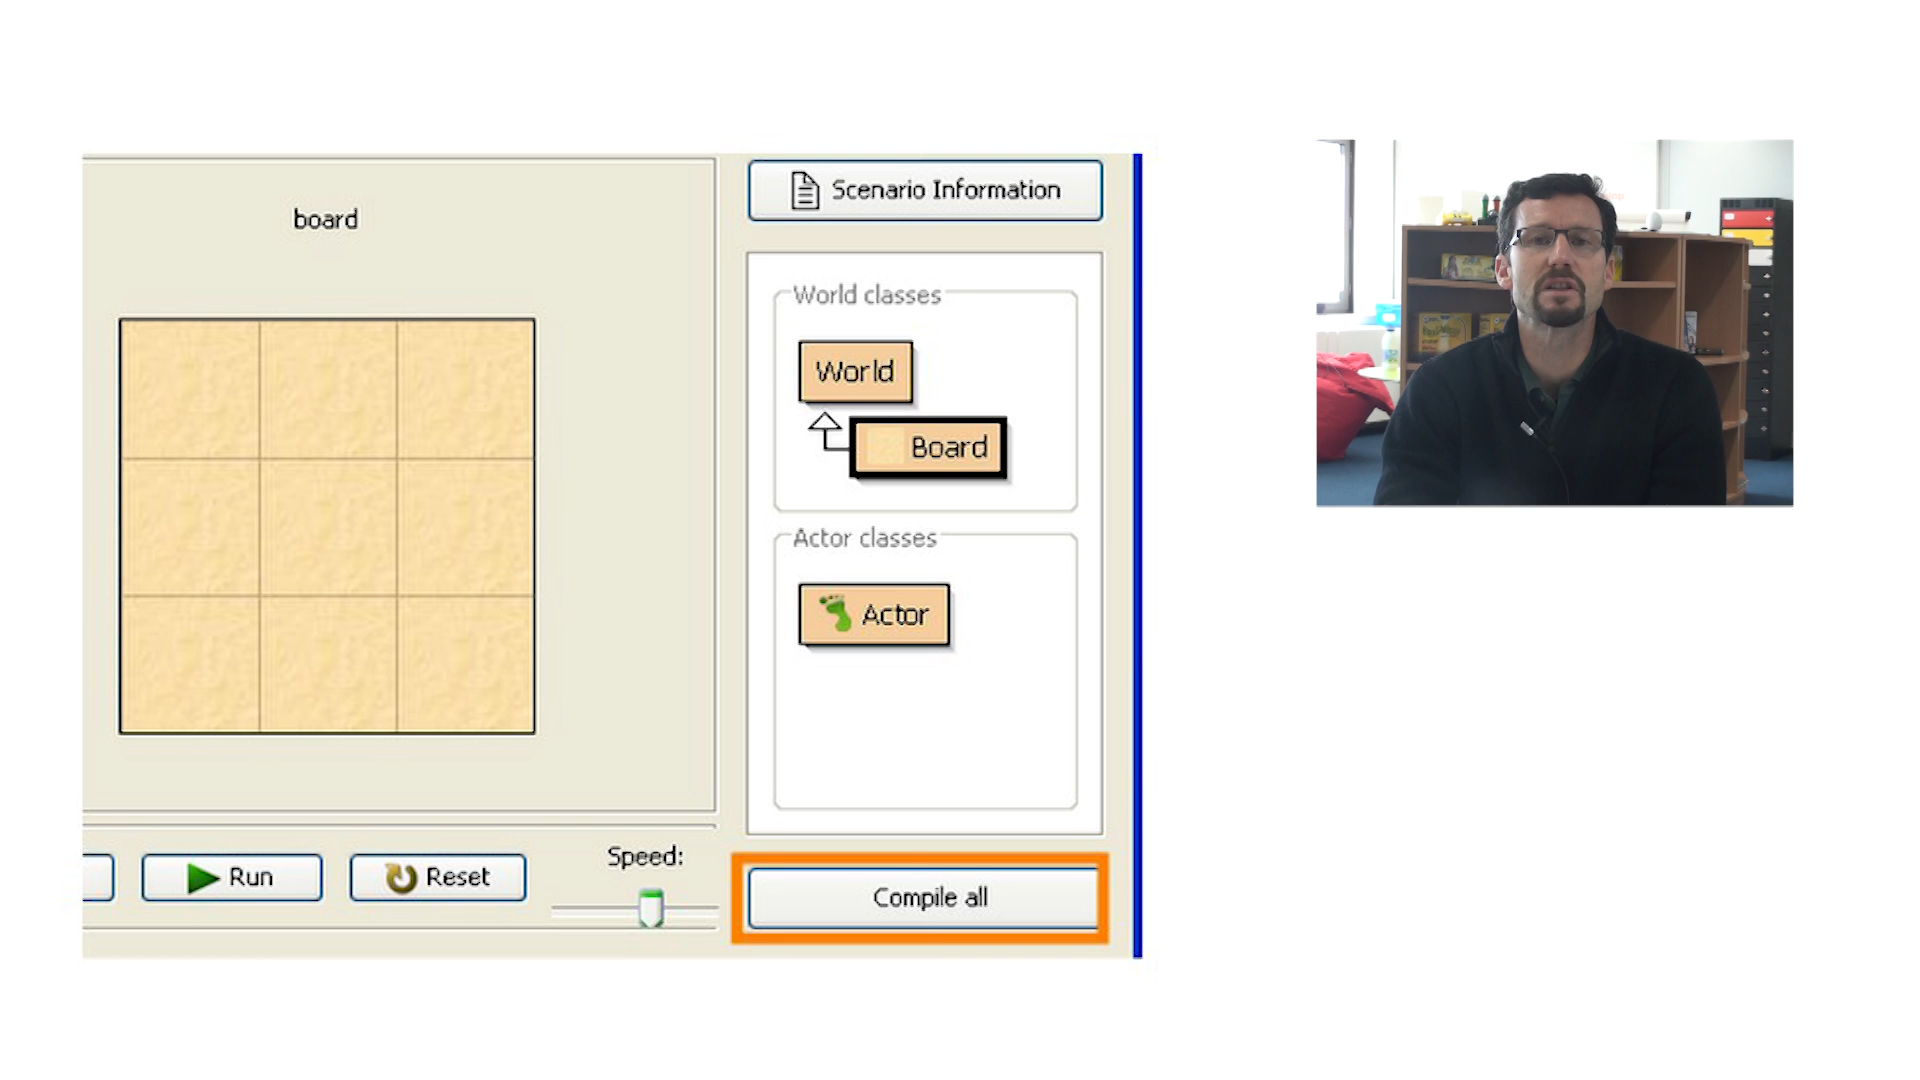 board
Scenario Information
World classes
World
Board
Actor classes
Actor
Run
Reset
Speed:
Compile all